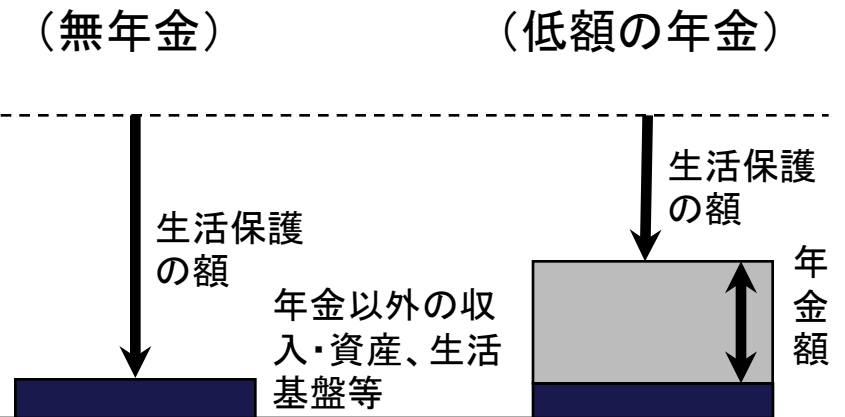 （無年金）
（低額の年金）
生活保護
の額
年金以外の収
入・資産、生活
基盤等
生活保護
の額
年金額